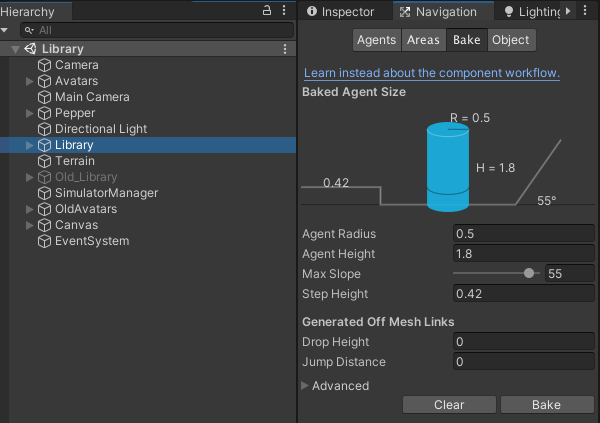 Hierarchy
All
Library
Camera
Avatars
Main Camera
Pepper
Directional Light
Library
Terrain
Old_Library
SimulatorManager
OldAvatars
Canvas
EventSystem
Inspector Navigation Lighting
Agents Areas Bake Object
Learn instead about the component workflow.
Baked Agent Size
R = 0.5
H = 1.8
0.42
55°
Agent Radius 0.5
Agent Height 1.8
Max Slope 55
Step Height 0.42
Generated Off Mesh Links
Drop Height 0
Jump Distance 0
Advanced
Clear Bake